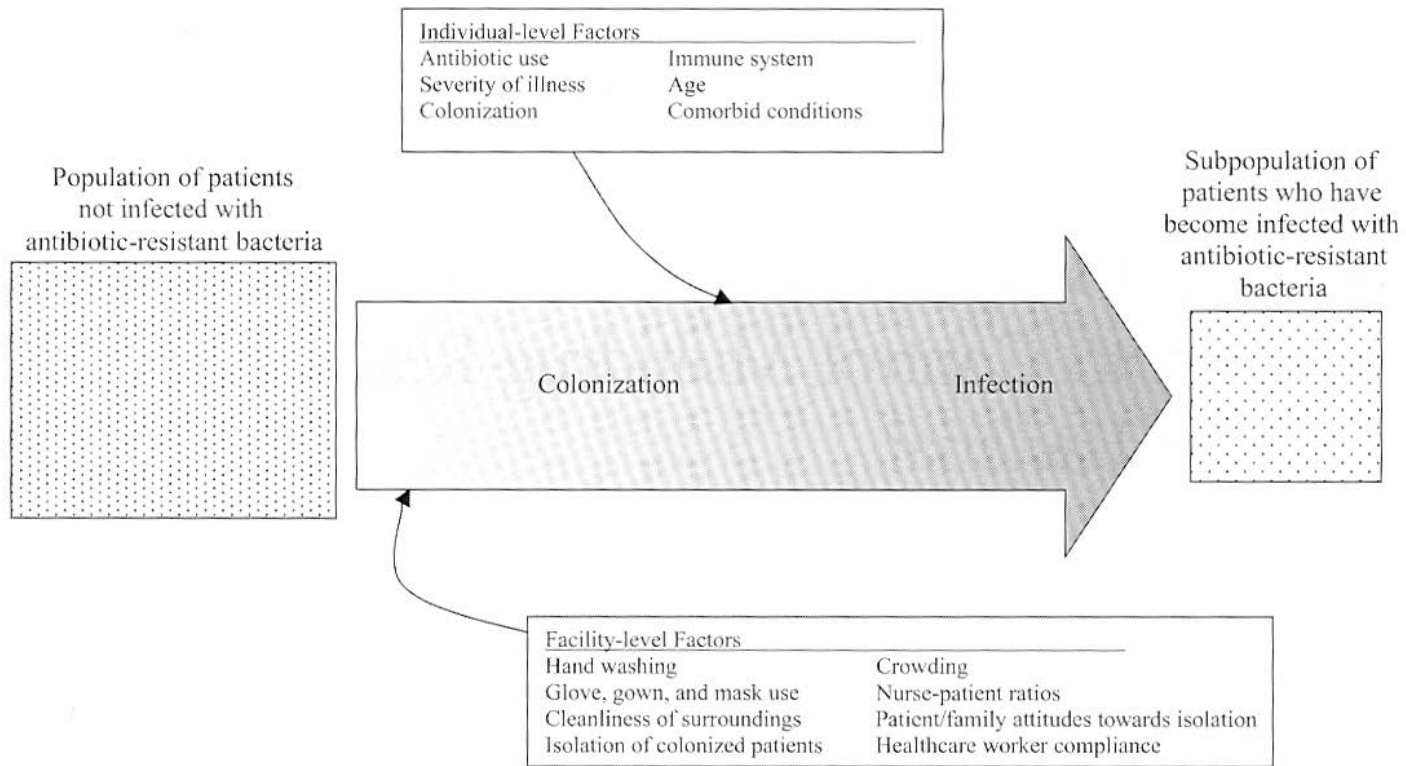 Individual-level Factors
Antibiotic use Immune system
Severity of illness Age
Colonization Comorbid conditions
Population of patients
not infected with
antibiotic-resistant bacteria
Subpopulation of
patients who have
become infected with
antibiotic-resistant
bacteria
Colonization Infection
Facility-level Factors
Hand washing Crowding
Glove, gown, and mask use Nurse-patient ratios
Cleanliness of surroundings Patient/family attitudes towards isolation
Isolation of colonized patients Healthcare worker compliance